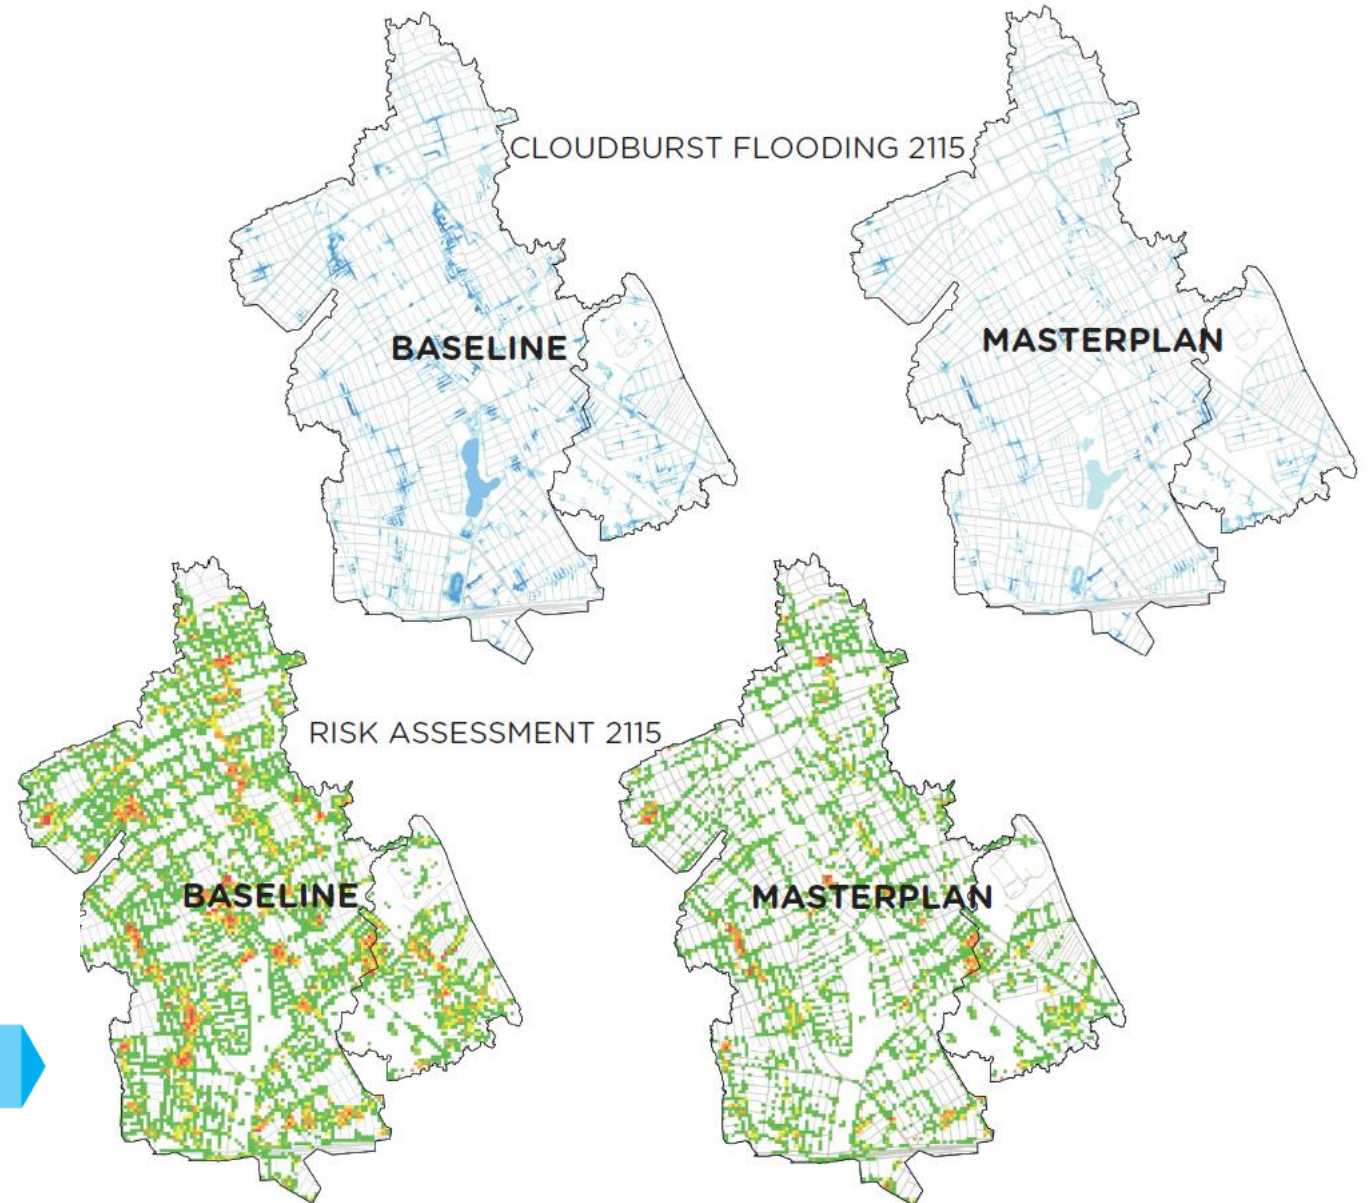 CLOUDBURST FLOODING 2115
BASELINE
MASTERPLAN
RISK ASSESSMENT 2115
BASELINE
MASTERPLAN